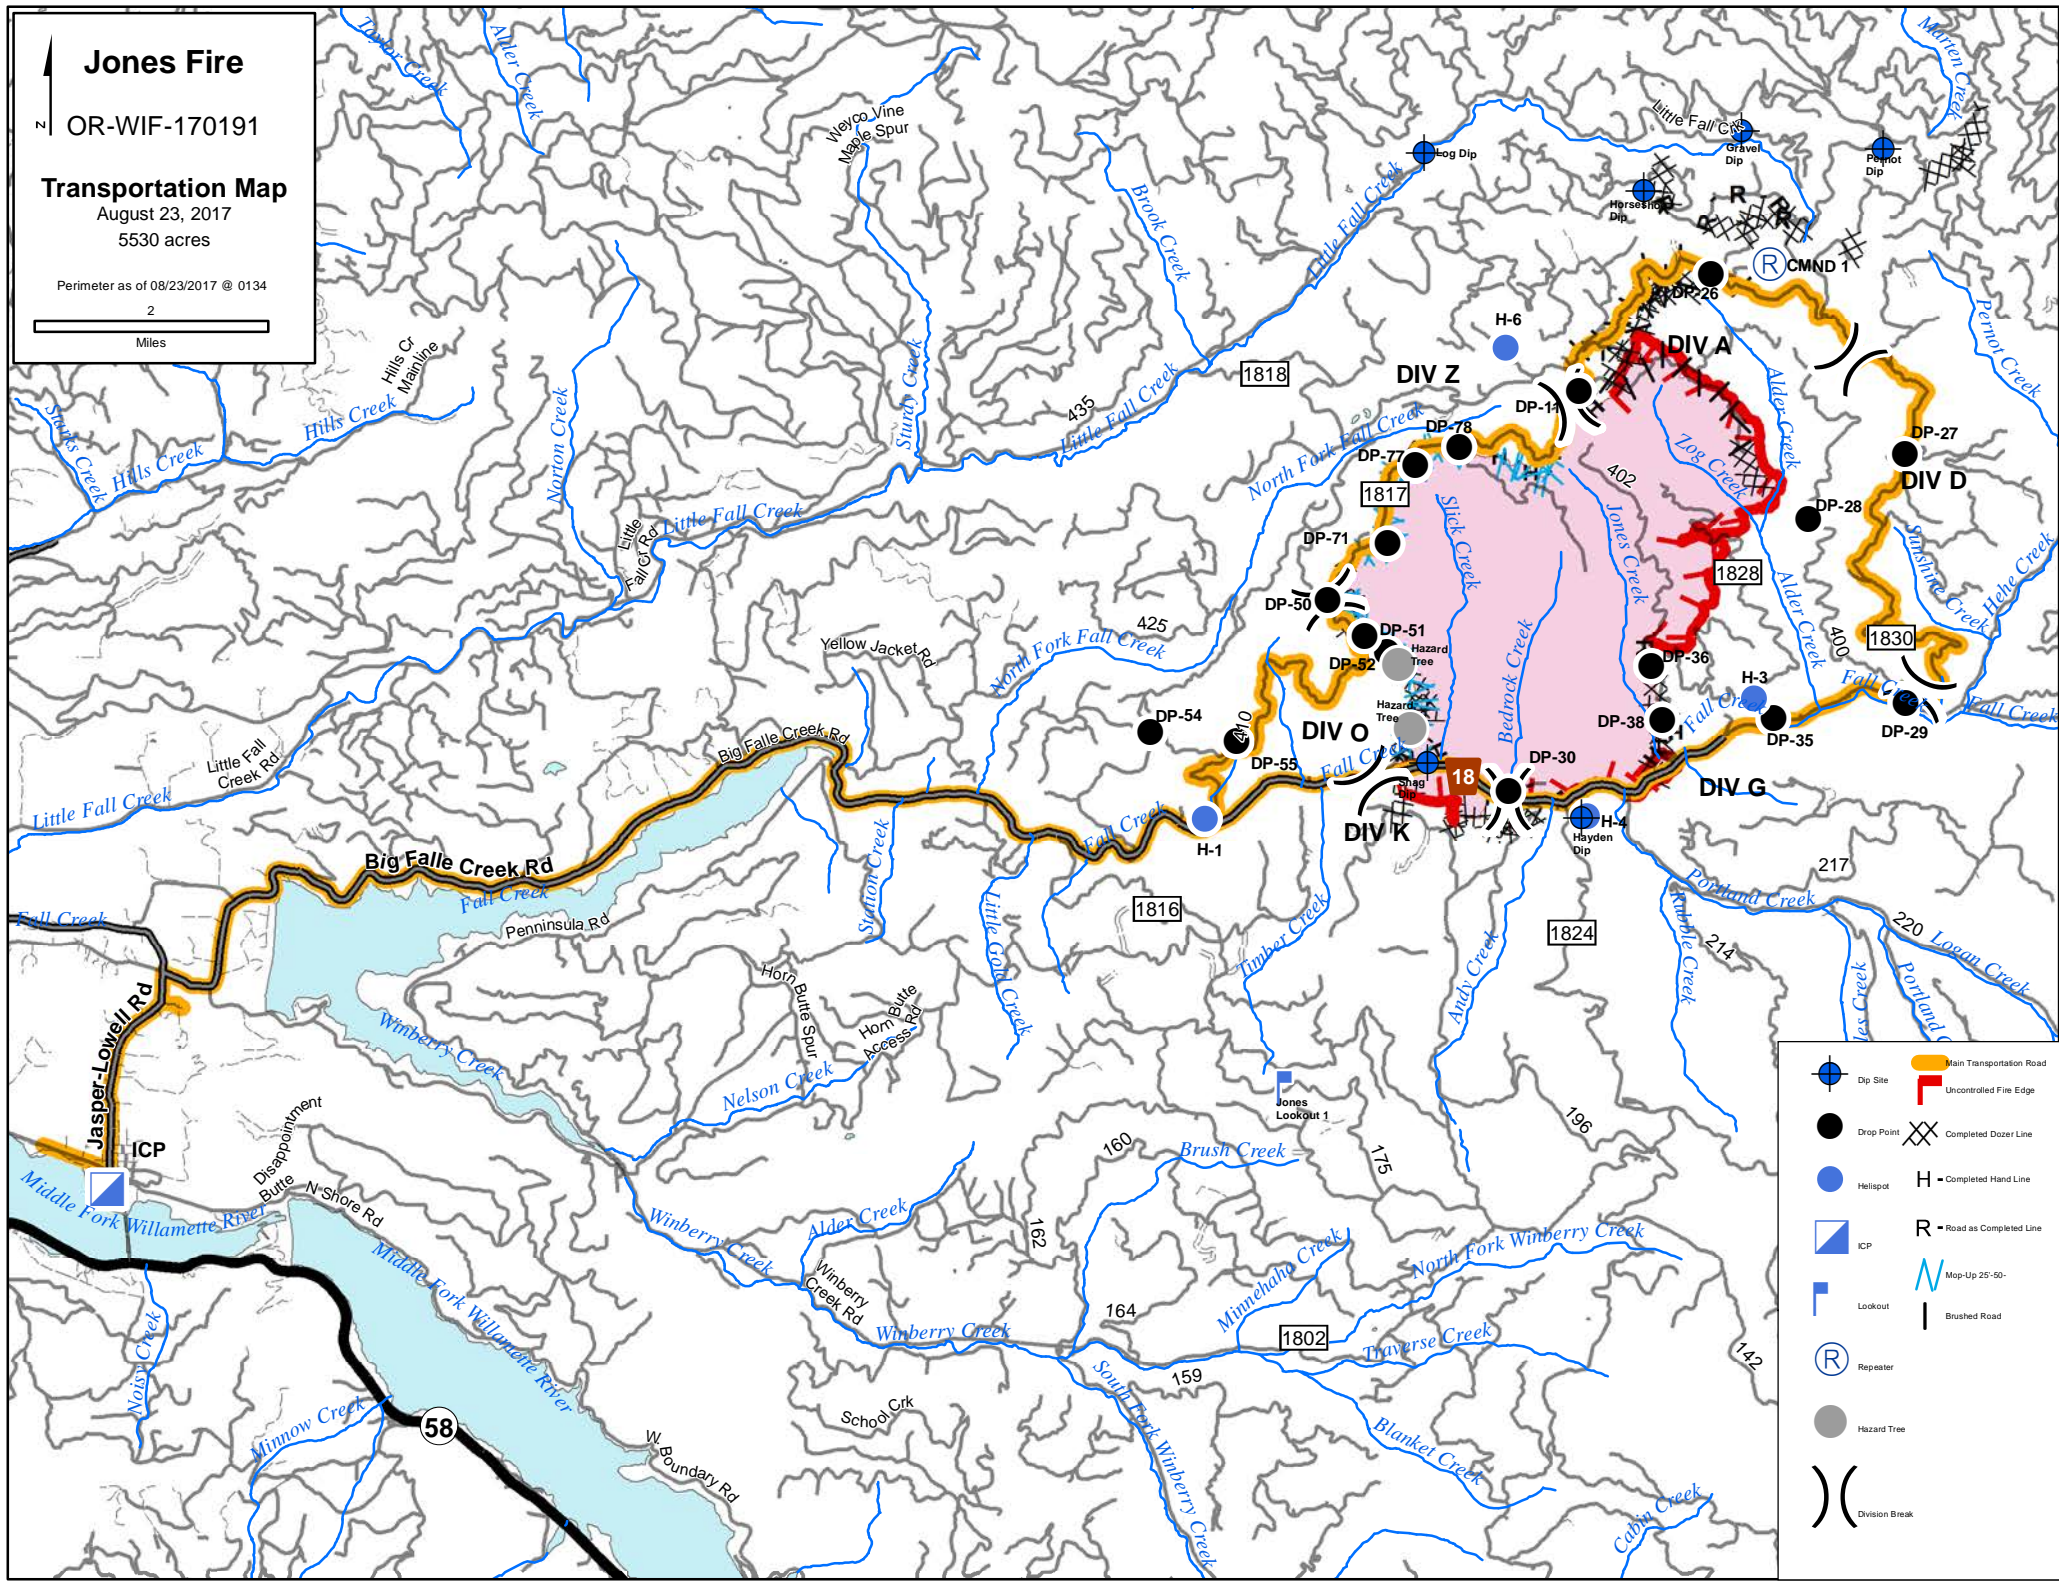 Jones Fire
N
OR-WIF-170191
Transportation Map
August 23, 2017
5530 acres
Perimeter as of 08/23/2017 @ 0134
2
Miles
Taylor Creek
Alder Creek
Weyco Vine
Maple Spur
Brook Creek
Little Fall Creek
Log Dip
Little Fall Crk
Gravel
Dip
Pernot
Dip
Marten Creek
Horseshoe
Dip
R
R
R
R
R
R
CMND 1
DP-26
Pernot Creek
H-6
DIV A
DIV Z
1818
DP-11
DP-78
DP-77
1817
North Fork Fall Creek
435
Little Fall Creek
Sturdy Creek
Hills Cr
Mainline
Hills Creek
Hills Creek
Starks Creek
Norton Creek
Little Fall Creek
Little
Fall Cr Rd
Alder Creek
Zog Creek
402
Slick Creek
Jones Creek
DP-27
DIV D
DP-28
1828
Sunshine Creek
Hehe Creek
Alder Creek
400
1830
DP-71
DP-50
DP-51
DP-52
Hazard
Tree
Hazard
Tree
Bedrock Creek
DP-36
H-3
DP-38
Fall Creek
Fall Creek
Fall Creek
DP-35
DP-29
425
Yellow Jacket Rd
North Fork Fall Creek
DP-54
410
DP-55
DIV O
Fall Creek
Snag
Dip
18
DP-30
DIV G
DIV K
H-4
Hayden
Dip
Big Falle Creek Rd
Little Fall
Creek Rd
Little Fall Creek
Big Falle Creek Rd
Fall Creek
Fall Creek
H-1
Fall Creek
Penninsula Rd
Station Creek
Little Gold Creek
1816
Timber Creek
Andy Creek
1824
217
Portland Creek
Rubble Creek
214
220
Logan Creek
Portland C
les Creek
Jasper-Lowell Rd
Winberry Creek
Horn Butte Spur
Horn Butte
Access Rd
Nelson Creek
Jones
Lookout 1
ICP
Disappointment
Butte
N Shore Rd
Middle Fork Willamette River
Middle Fork Willamette River
Noisy Creek
Minnow Creek
58
W. Boundary Rd
Winberry Creek
Alder Creek
Winberry
Creek Rd
Winberry Creek
School Crk
160
Brush Creek
162
164
175
196
142
Minnehaha Creek
North Fork Winberry Creek
1802
Traverse Creek
159
South Fork Winberry Creek
Blanket Creek
Cabin Creek
Dip Site
Main Transportation Road
Uncontrolled Fire Edge
Drop Point
Completed Dozer Line
Helispot
H - Completed Hand Line
ICP
R - Road as Completed Line
Mop-Up 25'-50-
Lookout
Brushed Road
R Repeater
Hazard Tree
Division Break